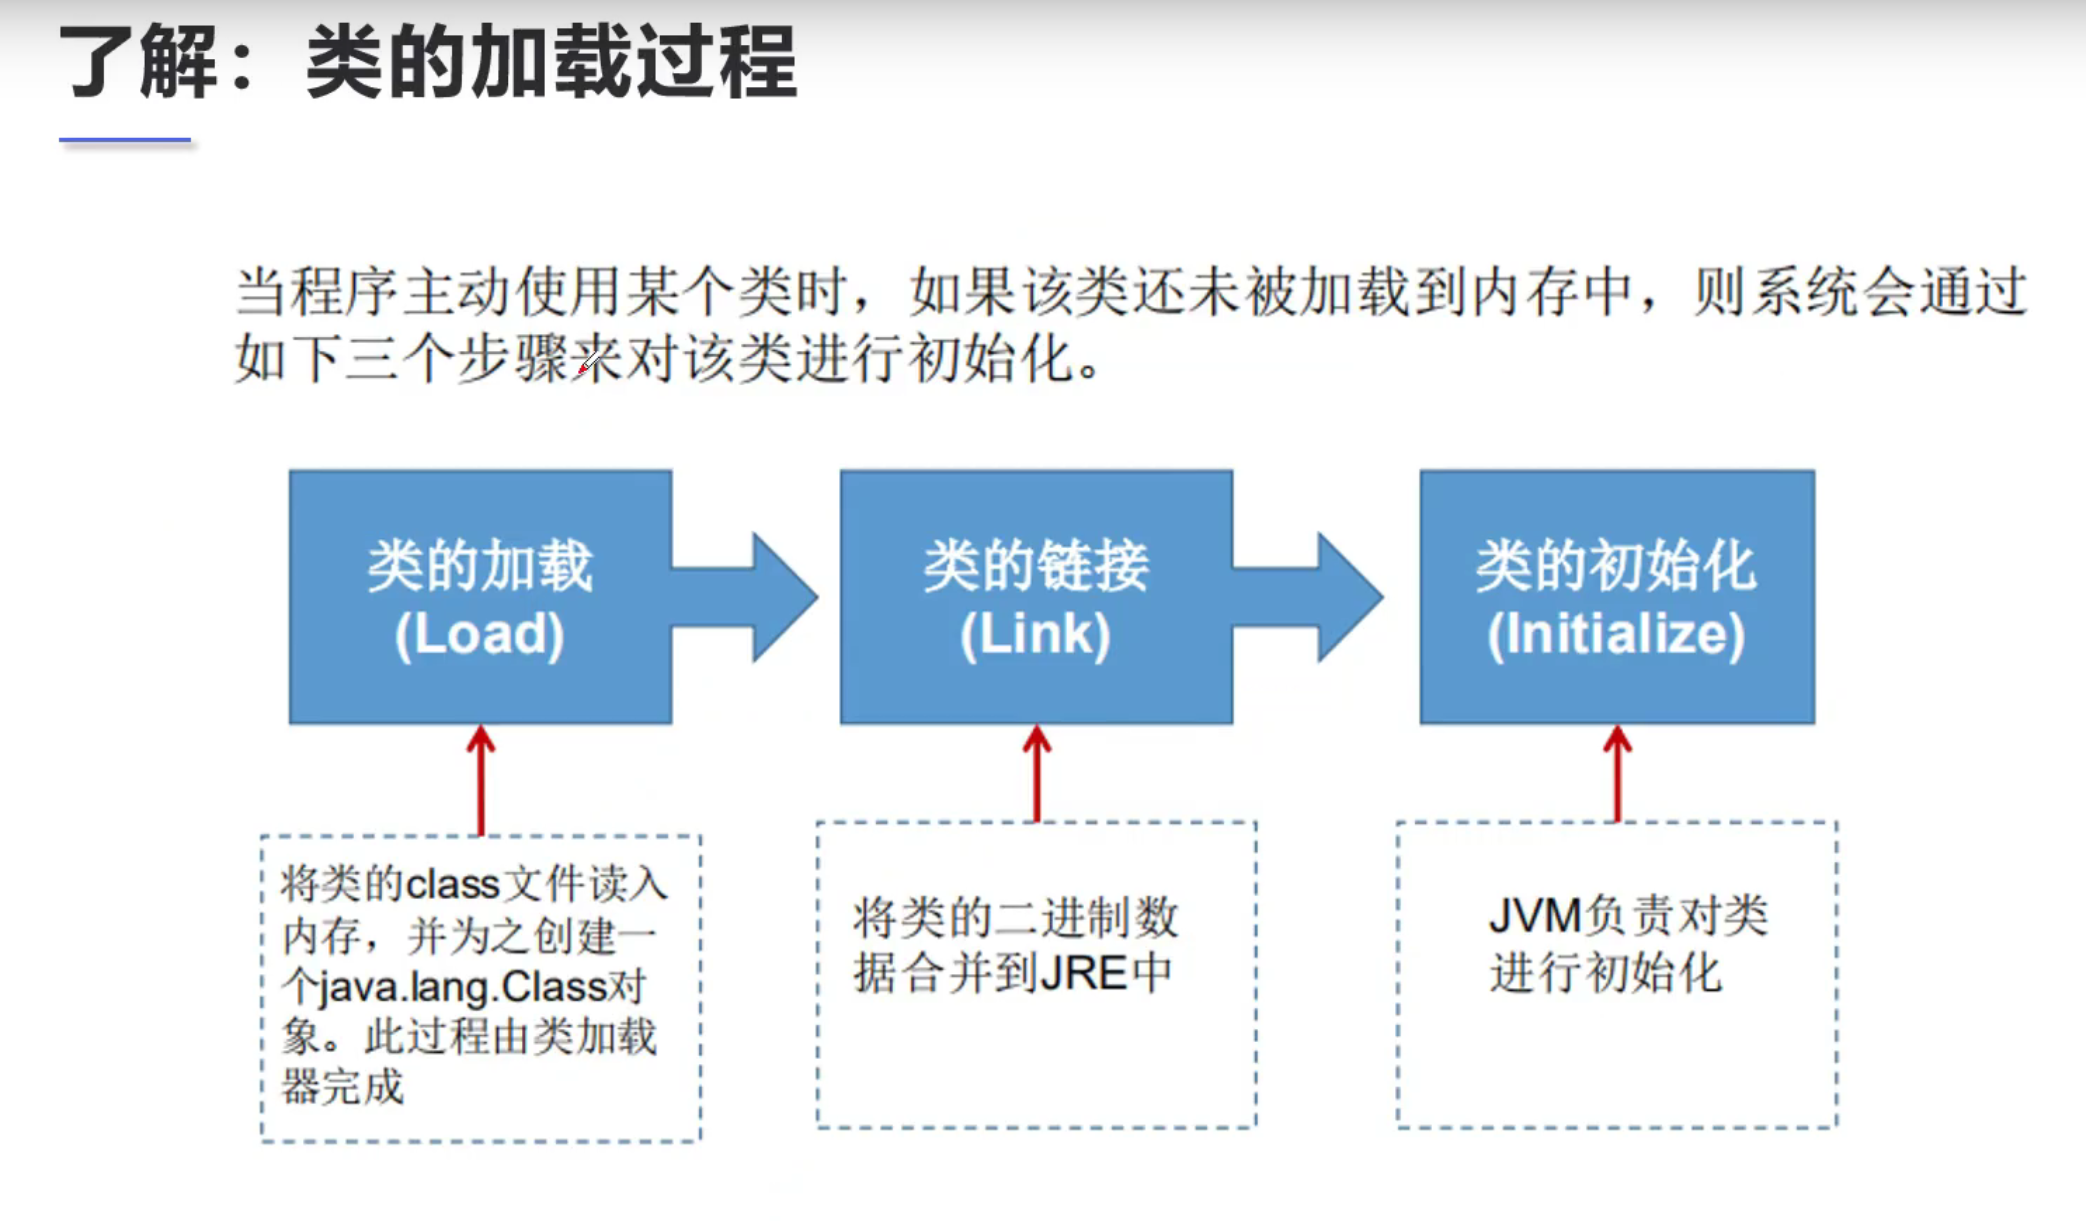 了解：类的加载过程
当程序主动使用某个类时，如果该类还未被加载到内存中，则系统会通过
如下三个步骤来对该类进行初始化。
类的加载
(Load)
类的链接
(Link)
类的初始化
(Initialize)
将类的class文件读入
内存，并为之创建一
个java.lang.Class对
象。此过程由类加载
器完成
将类的二进制数
据合并到JRE中
JVM负责对类
进行初始化